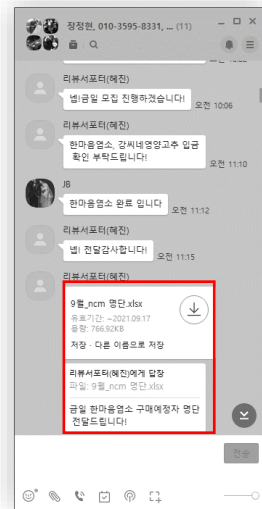 장정현, 010-3595-8331, ... (11)
리뷰서포터(혜진)
넵!금일 모집 진행하겠습니다!
오전 10:06
리뷰서포터(혜진)
한마음염소, 강씨네영양고추 입금
확인 부탁드립니다!
오전 11:10
JB
한마음염소 완료 입니다
오전 11:12
리뷰서포터(혜진)
넵! 전달감사합니다!
오전 11:15
리뷰서포터(혜진)
9월_ncm 명단.xlsx
유효기간: ~2021.09.17
용량: 766.92KB
저장 · 다른 이름으로 저장
리뷰서포터(혜진)에게 답장
파일: 9월_ncm 명단.xlsx
금일 한마음염소 구매예정자 명단
전달드립니다!
전송